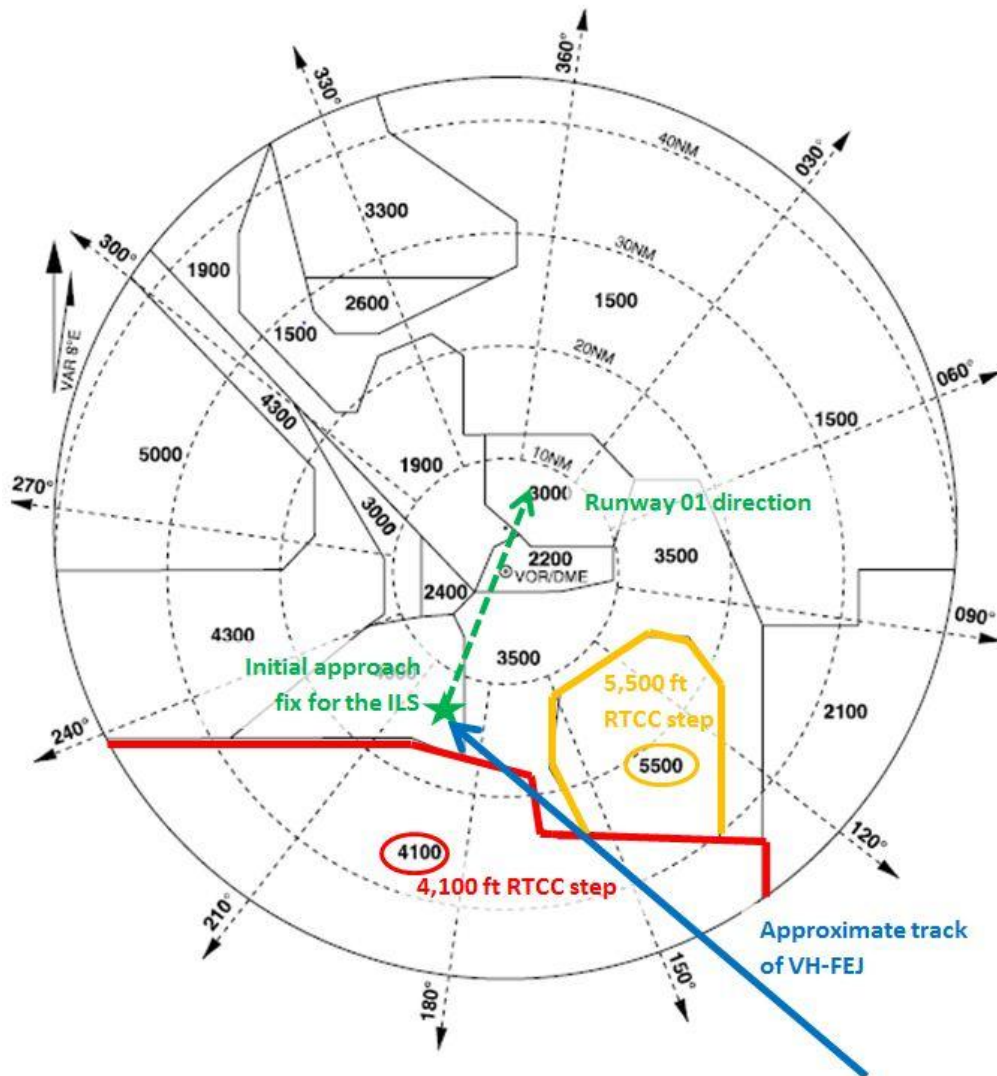 360°
330°
030°
40NM
3300
300°
30NM
1900
2600
1500
1500
VAR 8°E
20NM
060°
4300
1500
5000
1900
10NM
270°
3000
Runway 01 direction
3000
2200
3500
VOR/DME
2400
090°
4300
3500
Initial approach
fix for the ILS
5,500 ft
RTCC step
2100
240°
5500
120°
4100
4,100 ft RTCC step
210°
Approximate track
of VH-FEJ
150°
180°